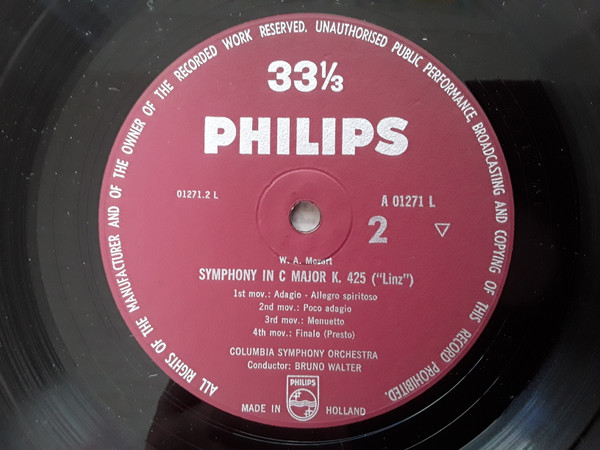 ALL RIGHTS OF THE MANUFACTURER AND OF THE OWNER OF THE RECORDED WORK RESERVED. UNAUTHORISED PUBLIC PERFORMANCE, BROADCASTING AND COPYING OF THIS RECORD PROHIBITED.
33⅓
PHILIPS
01271.2 L
A 01271 L
2 ▽
W. A. Mozart
SYMPHONY IN C MAJOR K. 425 ("Linz")
1st mov.: Adagio - Allegro spiritoso
2nd mov.: Poco adagio
3rd mov.: Menuetto
4th mov.: Finale (Presto)
COLUMBIA SYMPHONY ORCHESTRA
Conductor: BRUNO WALTER
PHILIPS
MADE IN HOLLAND